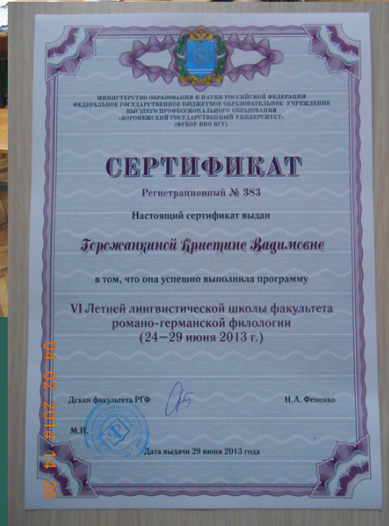 МИНИСТЕРСТВО ОБРАЗОВАНИЯ И НАУКИ РОССИЙСКОЙ ФЕДЕРАЦИИ
ФЕДЕРАЛЬНОЕ ГОСУДАРСТВЕННОЕ БЮДЖЕТНОЕ ОБРАЗОВАТЕЛЬНОЕ УЧРЕЖДЕНИЕ
ВЫСШЕГО ПРОФЕССИОНАЛЬНОГО ОБРАЗОВАНИЯ
«ВОРОНЕЖСКИЙ ГОСУДАРСТВЕННЫЙ УНИВЕРСИТЕТ»
(ФГБОУ ВПО ВГУ)
СЕРТИФИКАТ
Регистрационный № 383
Настоящий сертификат выдан
Горожанкиной Кристине Вадимовне
в том, что она успешно выполнила программу
VI Летней лингвистической школы факультета
романо-германской филологии
(24–29 июня 2013 г.)
Декан факультета РГФ Н.А. Фененко
М.П.
Дата выдачи 29 июня 2013 года
04 02 2014 14:36